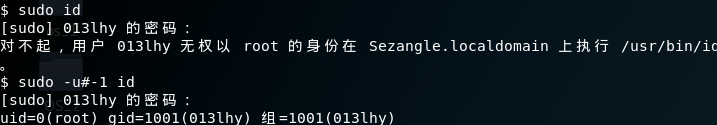 $ sudo id
[sudo] 013lhy 的密码：
对不起，用户 013lhy 无权以 root 的身份在 Sezangle.localdomain 上执行 /usr/bin/id
。
$ sudo -u#-1 id
[sudo] 013lhy 的密码：
uid=0(root) gid=1001(013lhy) 组=1001(013lhy)